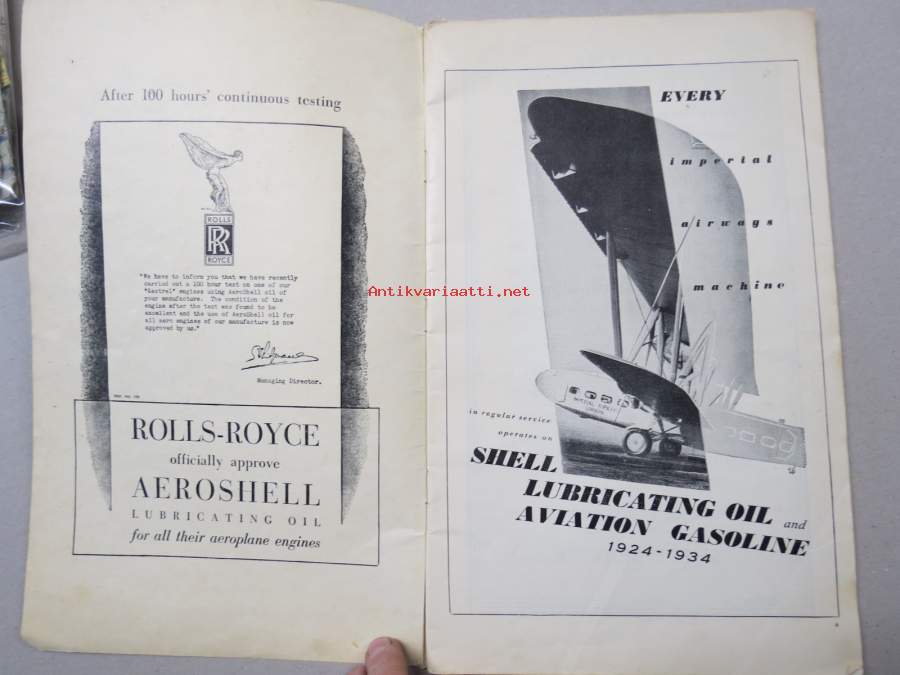 After 100 hours' continuous testing
ROLLS
RR
ROYCE
"We have to inform you that we have recently
carried out a 100 hour test on one of our
"Kestrel" engines using AeroShell oil of
your manufacture. The condition of the
engine after the test was found to be
excellent and the use of AeroShell oil for
all aero engines of our manufacture is now
approved by us."
Managing Director.
ROLLS-ROYCE
officially approve
AEROSHELL
LUBRICATING OIL
for all their aeroplane engines
Antikvariaatti.net
EVERY
imperial
airways
machine
IMPERIAL AIRWAYS
LONDON
in regular service
operates on
SHELL
LUBRICATING OIL and
AVIATION GASOLINE
1924-1934